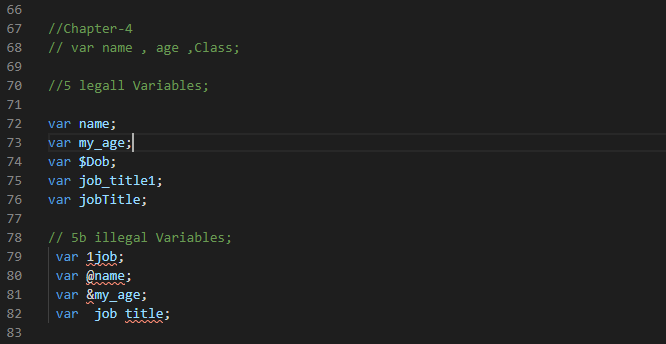 66
67 //Chapter-4
68 // var name , age ,Class;
69
70 //5 legall Variables;
71
72 var name;
73 var my_age;
74 var $Dob;
75 var job_title1;
76 var jobTitle;
77
78 // 5b illegal Variables;
79 var 1job;
80 var @name;
81 var &my_age;
82 var  job title;
83